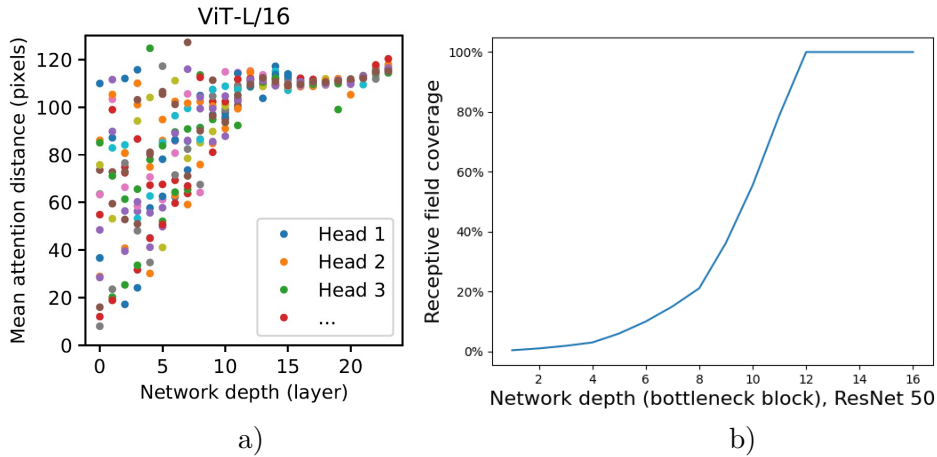 ViT-L/16
Mean attention distance (pixels)
120
100
80
60
40
20
0
Head 1
Head 2
Head 3
...
0 5 10 15 20
Network depth (layer)
a)
Receptive field coverage
100%
80%
60%
40%
20%
0%
2 4 6 8 10 12 14 16
Network depth (bottleneck block), ResNet 50
b)